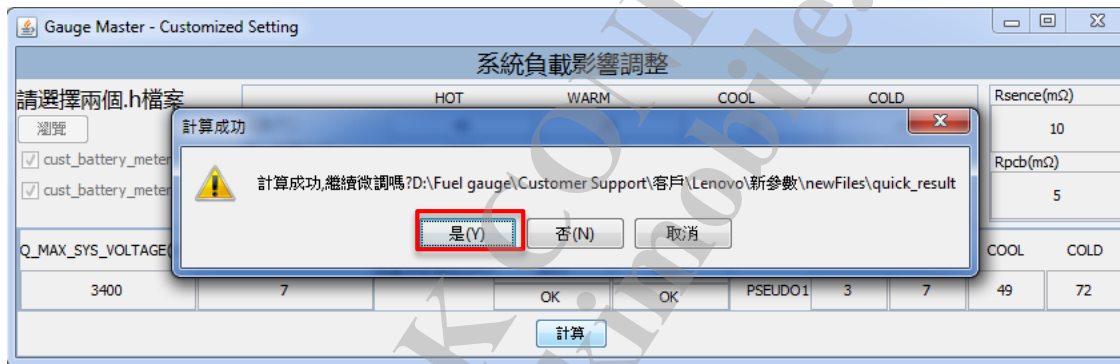 Gauge Master - Customized Setting
系統負載影響調整
請選擇兩個.h檔案
HOT WARM COOL COLD
Rsence(mΩ)
瀏覽
10
計算成功
cust_battery_meter
Rpcb(mΩ)
cust_battery_meter
計算成功,繼續微調嗎?D:\Fuel gauge\Customer Support\客戶\Lenovo\新參數\newFiles\quick_result
5
是(Y) 否(N) 取消
Q_MAX_SYS_VOLTAGE(
COOL COLD
3400 7 OK OK PSEUDO1 3 7 49 72
計算